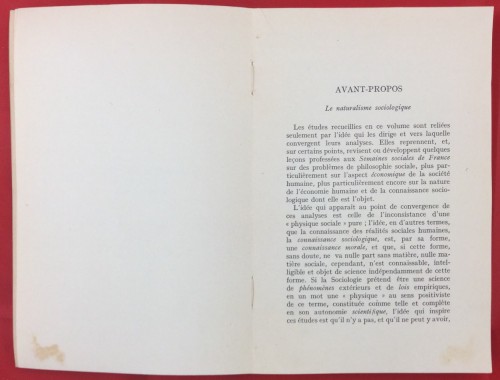 AVANT-PROPOS
Le naturalisme sociologique
Les études recueillies en ce volume sont reliées
seulement par l'idée qui les dirige et vers laquelle
convergent leurs analyses. Elles reprennent, et,
sur certains points, revisent ou développent quelques
leçons professées aux Semaines sociales de France
sur des problèmes de philosophie sociale, plus par-
ticulièrement sur l'aspect économique de la société
humaine, plus particulièrement encore sur la nature
de l'économie humaine et de la connaissance socio-
logique dont elle est l'objet.
L'idée qui apparaît au point de convergence de
ces analyses est celle de l'inconsistance d'une
« physique sociale » pure ; l'idée, en d'autres termes,
que la connaissance des réalités sociales humaines,
la connaissance sociologique, est, par sa forme,
une connaissance morale, et que, si cette forme,
sans doute, ne va nulle part sans matière, nulle ma-
tière sociale, cependant, n'est connaissable, intel-
ligible et objet de science indépendamment de cette
forme. Si la Sociologie prétend être une science
de phénomènes extérieurs et de lois empiriques,
en un mot une « physique » au sens positiviste
de ce terme, constituée comme telle et complète
en son autonomie scientifique, l'idée qui inspire
ces études est qu'il n'y a pas, et qu'il ne peut y avoir,